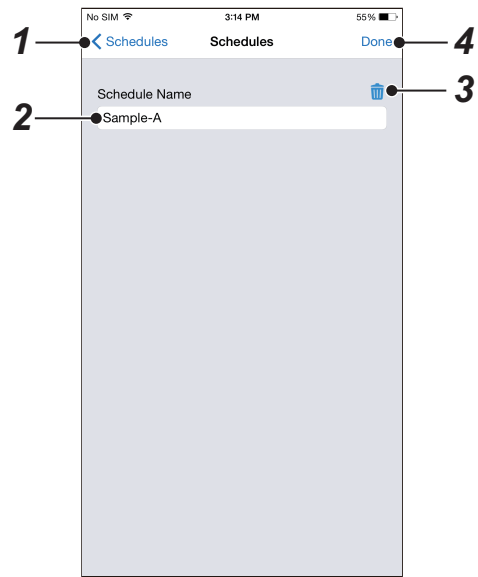 No SIM 3:14 PM 55%
1 Schedules Schedules Done 4
Schedule Name 3
2 Sample-A